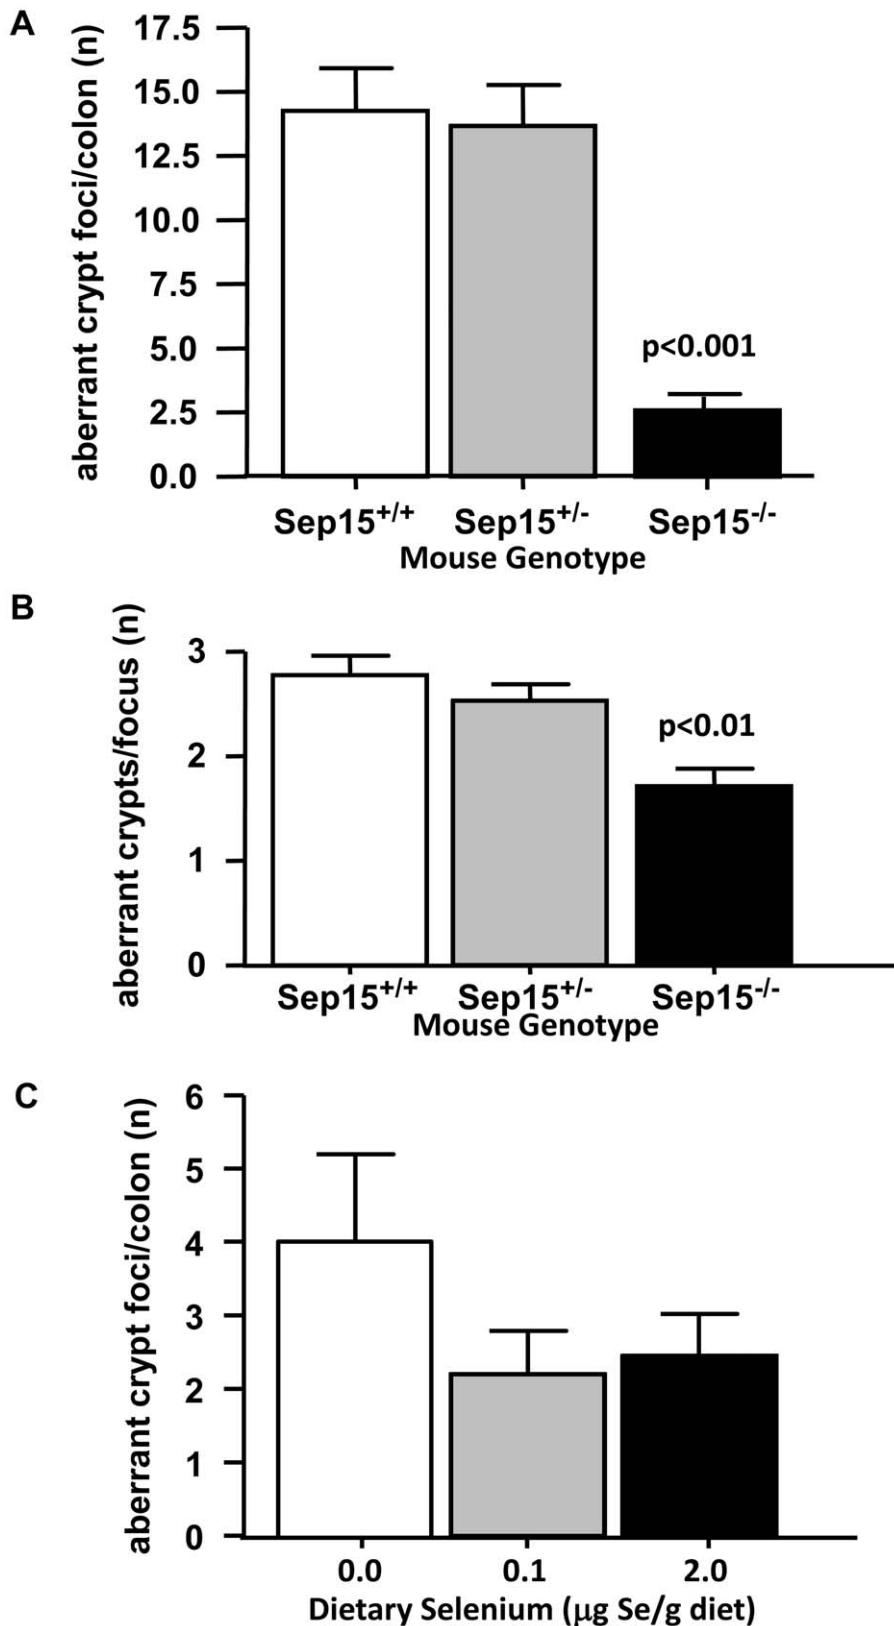 A
aberrant crypt foci/colon (n)
17.5
15.0
12.5
10.0
7.5
5.0
2.5
0.0
p<0.001
Sep15+/+ Sep15+/- Sep15-/-
Mouse Genotype
B
aberrant crypts/focus (n)
3
2
1
0
p<0.01
Sep15+/+ Sep15+/- Sep15-/-
Mouse Genotype
C
aberrant crypt foci/colon (n)
6
5
4
3
2
1
0
0.0 0.1 2.0
Dietary Selenium (µg Se/g diet)